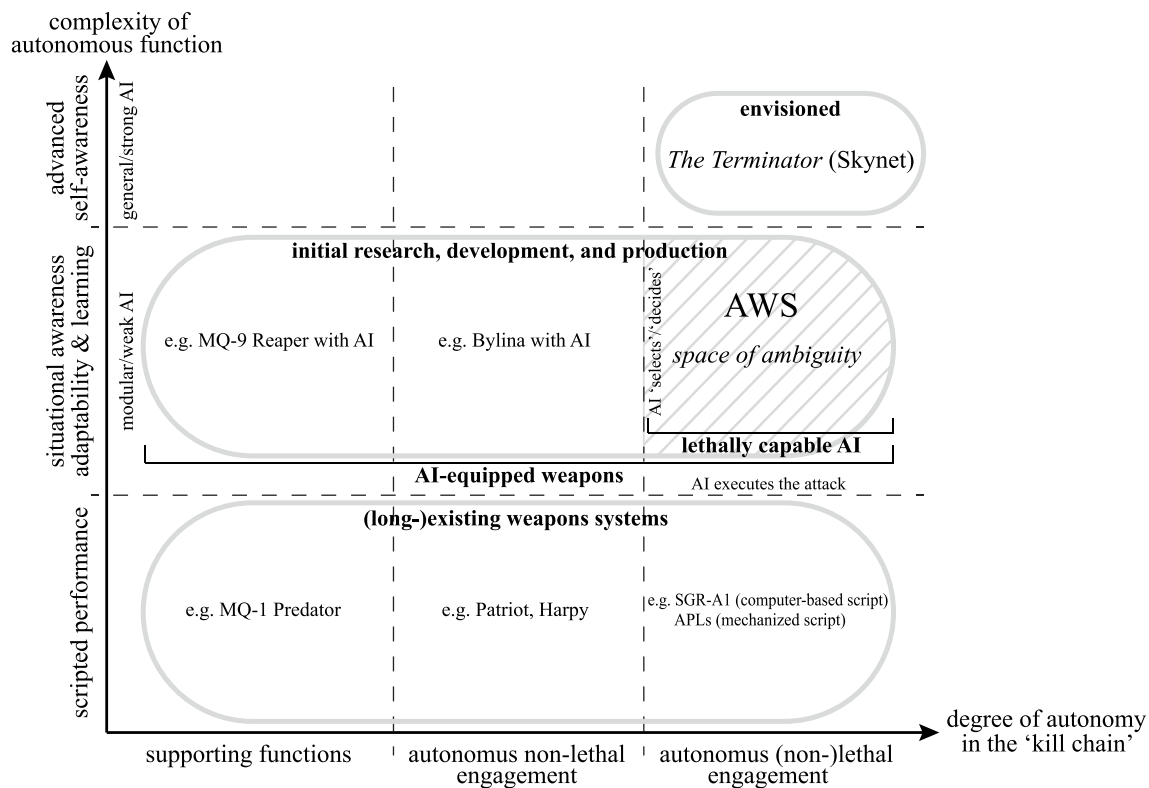 complexity of
autonomous function
advanced
self-awareness
general/strong AI
envisioned
The Terminator (Skynet)
situational awareness
adaptability & learning
modular/weak AI
initial research, development, and production
e.g. MQ-9 Reaper with AI
e.g. Bylina with AI
AI ‘selects’/‘decides’
AWS
space of ambiguity
lethally capable AI
AI-equipped weapons
AI executes the attack
scripted performance
(long-)existing weapons systems
e.g. MQ-1 Predator
e.g. Patriot, Harpy
e.g. SGR-A1 (computer-based script)
APLs (mechanized script)
supporting functions
autonomus non-lethal
engagement
autonomus (non-)lethal
engagement
degree of autonomy
in the ‘kill chain’